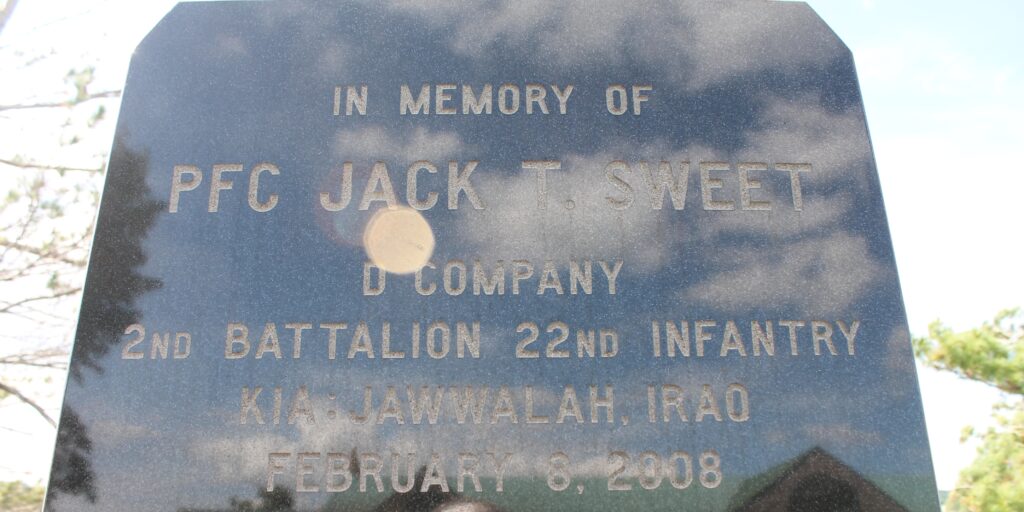 IN MEMORY OF
PFC JACK T. SWEET
D COMPANY
2ND BATTALION 22ND INFANTRY
KIA: JAWWALAH, IRAQ
FEBRUARY 8, 2008